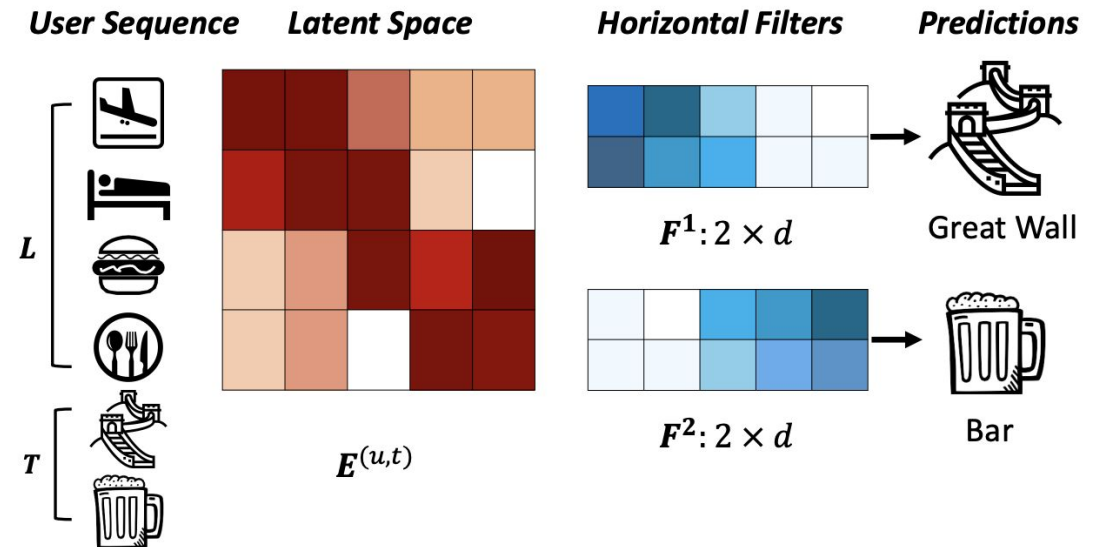 User Sequence
Latent Space
Horizontal Filters
Predictions
L
T
E^{(u,t)}
F^1: 2 × d
Great Wall
F^2: 2 × d
Bar